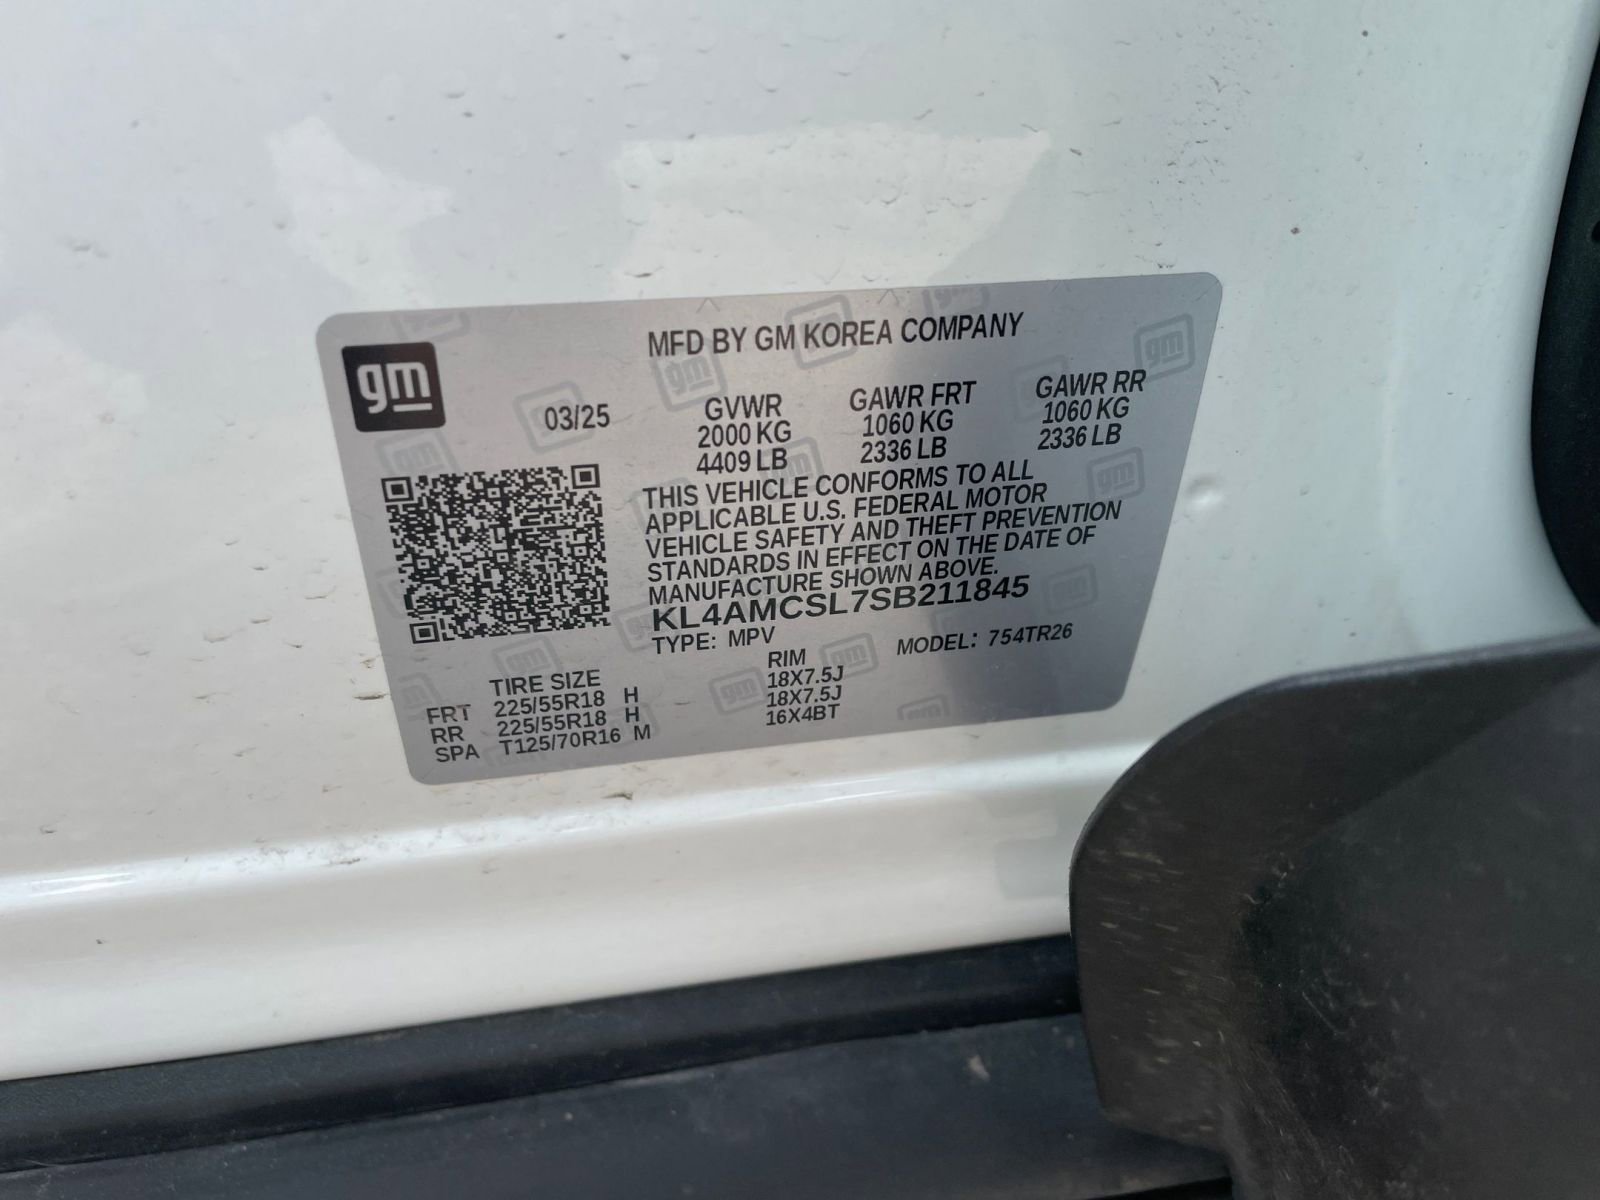 gm
MFD BY GM KOREA COMPANY
03/25
GVWR GAWR FRT GAWR RR
2000 KG 1060 KG 1060 KG
4409 LB 2336 LB 2336 LB
THIS VEHICLE CONFORMS TO ALL
APPLICABLE U.S. FEDERAL MOTOR
VEHICLE SAFETY AND THEFT PREVENTION
STANDARDS IN EFFECT ON THE DATE OF
MANUFACTURE SHOWN ABOVE.
KL4AMCSL7SB211845
TYPE: MPV MODEL: 754TR26
TIRE SIZE RIM
FRT 225/55R18 H 18X7.5J
RR 225/55R18 H 18X7.5J
SPA T125/70R16 M 16X4BT